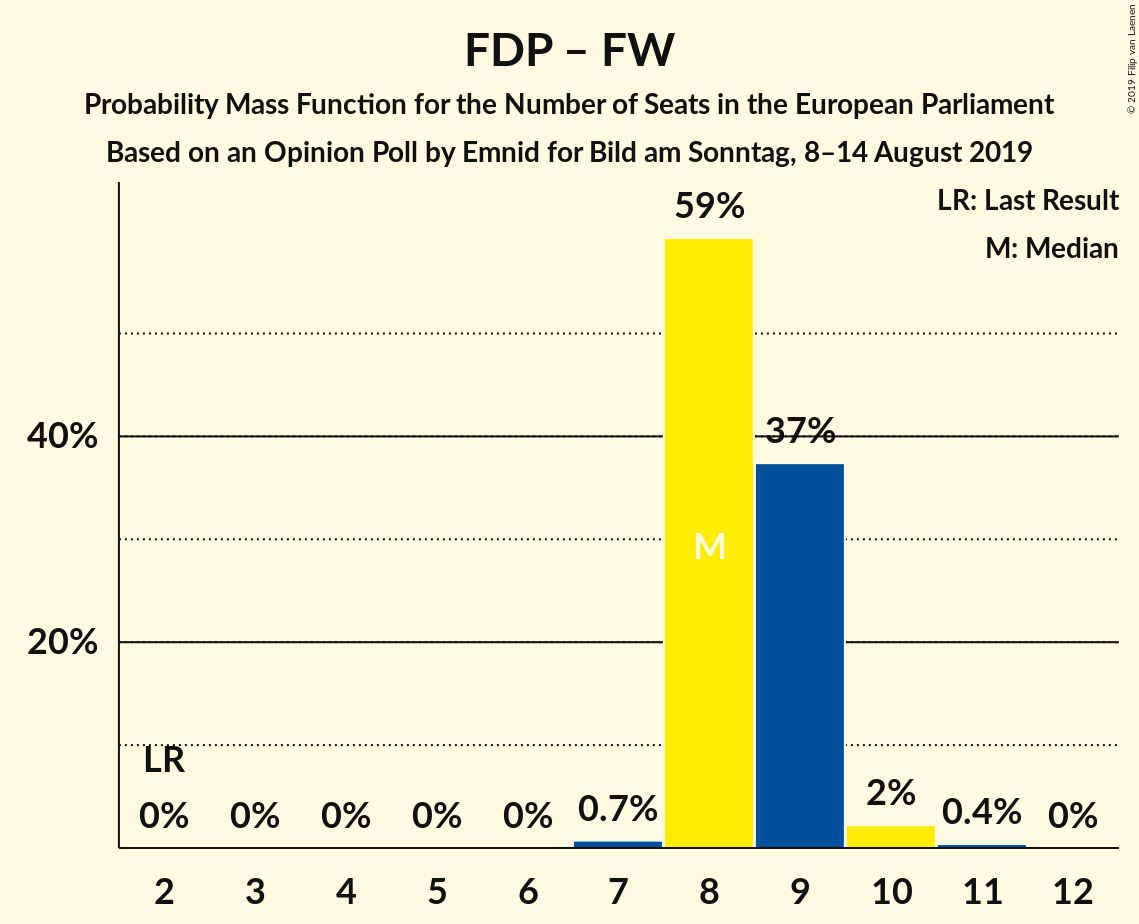 FDP – FW
Probability Mass Function for the Number of Seats in the European Parliament
Based on an Opinion Poll by Emnid for Bild am Sonntag, 8–14 August 2019
© 2019 Filip van Laenen
LR: Last Result
M: Median
59%
40%
37%
M
20%
LR
0% 0% 0% 0% 0% 0.7% 2% 0.4% 0%
2 3 4 5 6 7 8 9 10 11 12